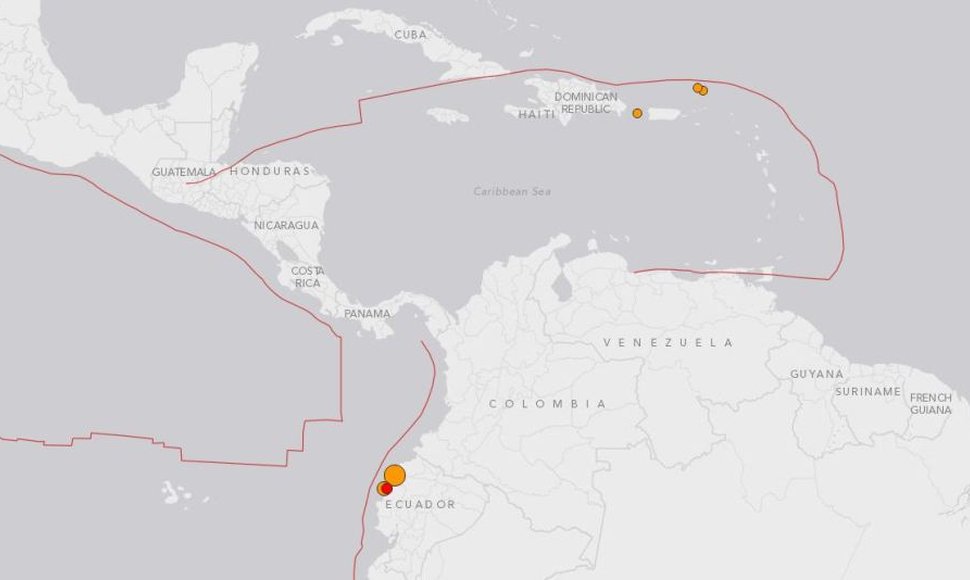 CUBA
DOMINICAN
REPUBLIC
HAITI
GUATEMALA
HONDURAS
Caribbean Sea
NICARAGUA
COSTA
RICA
PANAMA
VENEZUELA
GUYANA
SURINAME
FRENCH
GUIANA
COLOMBIA
ECUADOR